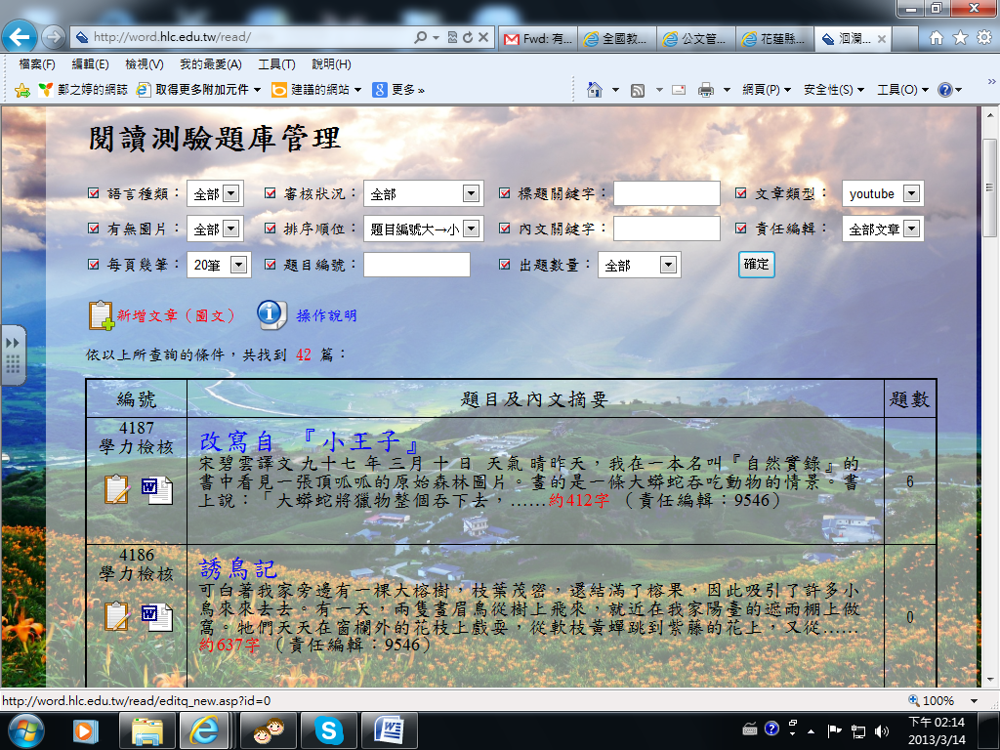 http://word.hlc.edu.tw/read/
Fwd: 有...
全國教...
公文管...
花蓮縣...
洄瀾...
檔案(F) 編輯(E) 檢視(V) 我的最愛(A) 工具(T) 說明(H)
鄭之婷的網誌 取得更多附加元件 建議的網站 更多 »
網頁(P) 安全性(S) 工具(O)
閱讀測驗題庫管理
語言種類： 全部 審核狀況： 全部 標題關鍵字： 文章類型： youtube
有無圖片： 全部 排序順位： 題目編號大→小 內文關鍵字： 責任編輯： 全部文章
每頁幾筆： 20筆 題目編號： 出題數量： 全部 確定
新增文章（圖文） 操作說明
依以上所查詢的條件，共找到 42 篇：
編號 題目及內文摘要 題數
4187
學力檢核
改寫自 『小王子』
宋碧雲譯文 九十七 年 三月 十 日 天氣 晴昨天，我在一本名叫『自然實錄』的
書中看見一張頂呱呱的原始森林圖片。畫的是一條大蟒蛇吞吃動物的情景。書
上說：「大蟒蛇將獵物整個吞下去，……約412字 （責任編輯：9546）
6
4186
學力檢核
誘鳥記
可白著我家旁邊有一棵大榕樹，枝葉茂密，還結滿了榕果，因此吸引了許多小
鳥來來去去。有一天，兩隻畫眉鳥從樹上飛來，就近在我家陽臺的遮雨棚上做
窩。牠們天天在窗欄外的花枝上戲耍，從軟枝黃蟬跳到紫藤的花上，又從……
約637字 （責任編輯：9546）
0
http://word.hlc.edu.tw/read/editq_new.asp?id=0
100%
下午 02:14
2013/3/14